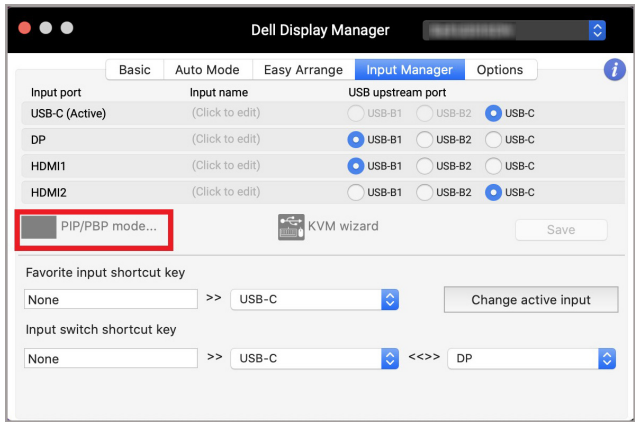 Dell Display Manager
Basic Auto Mode Easy Arrange Input Manager Options i
Input port Input name USB upstream port
USB-C (Active) (Click to edit) USB-B1 USB-B2 USB-C
DP (Click to edit) USB-B1 USB-B2 USB-C
HDMI1 (Click to edit) USB-B1 USB-B2 USB-C
HDMI2 (Click to edit) USB-B1 USB-B2 USB-C
PIP/PBP mode... KVM wizard Save
Favorite input shortcut key
None >> USB-C Change active input
Input switch shortcut key
None >> USB-C <<>> DP